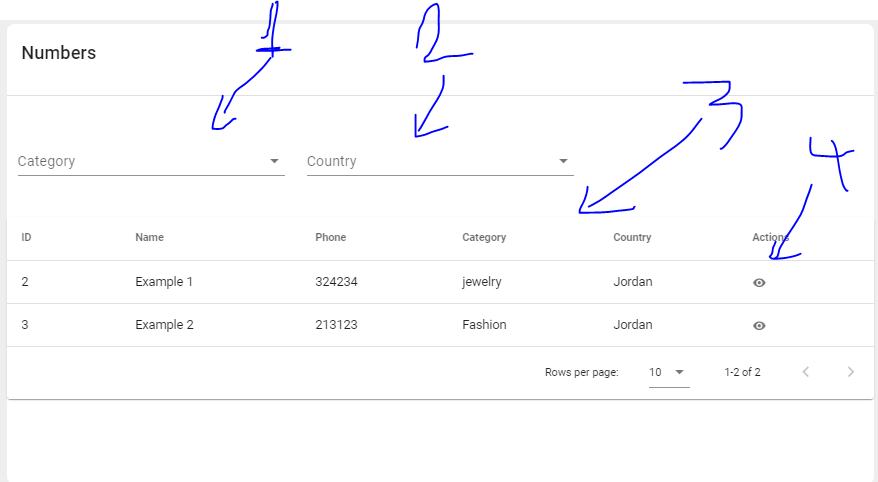 1 2
Numbers
3
Category Country
4
ID Name Phone Category Country Actions
2 Example 1 324234 jewelry Jordan
3 Example 2 213123 Fashion Jordan
Rows per page: 10 1-2 of 2